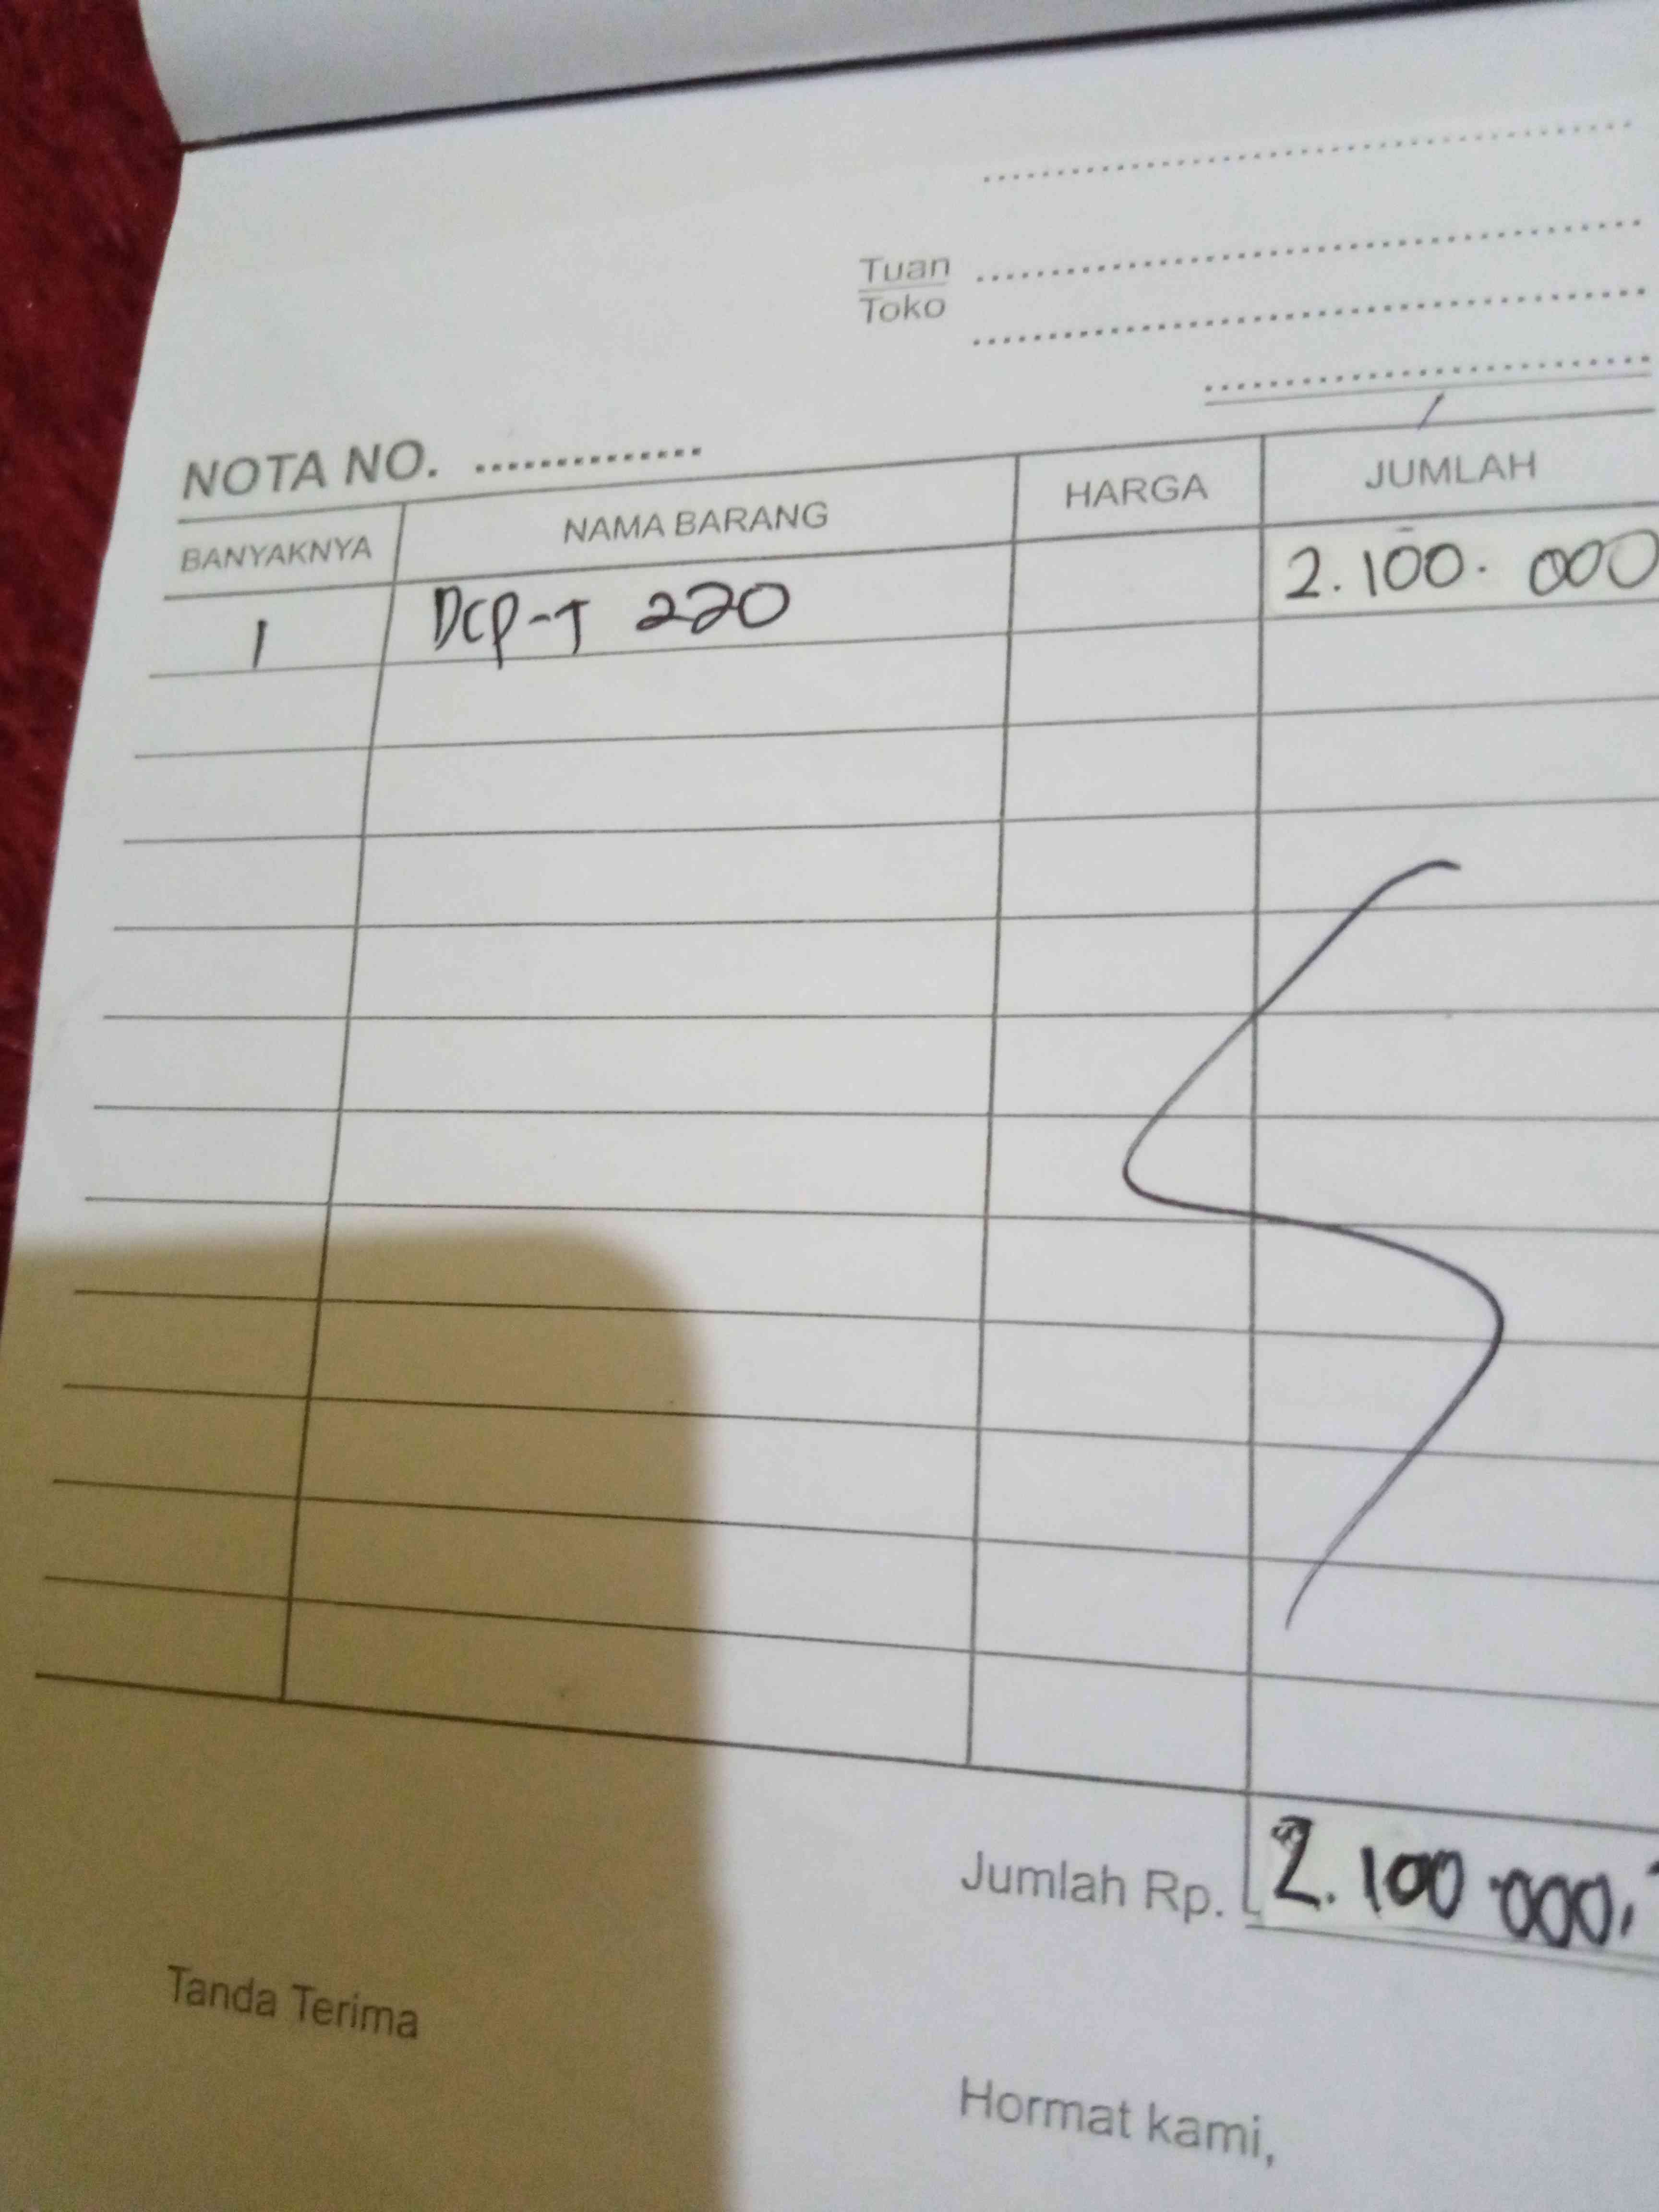 Tuan
Toko
NOTA NO. ..............
BANYAKNYA NAMA BARANG HARGA JUMLAH
1 DCP-T 220 2.100.000
Jumlah Rp. 2.100.000,-
Tanda Terima
Hormat kami,